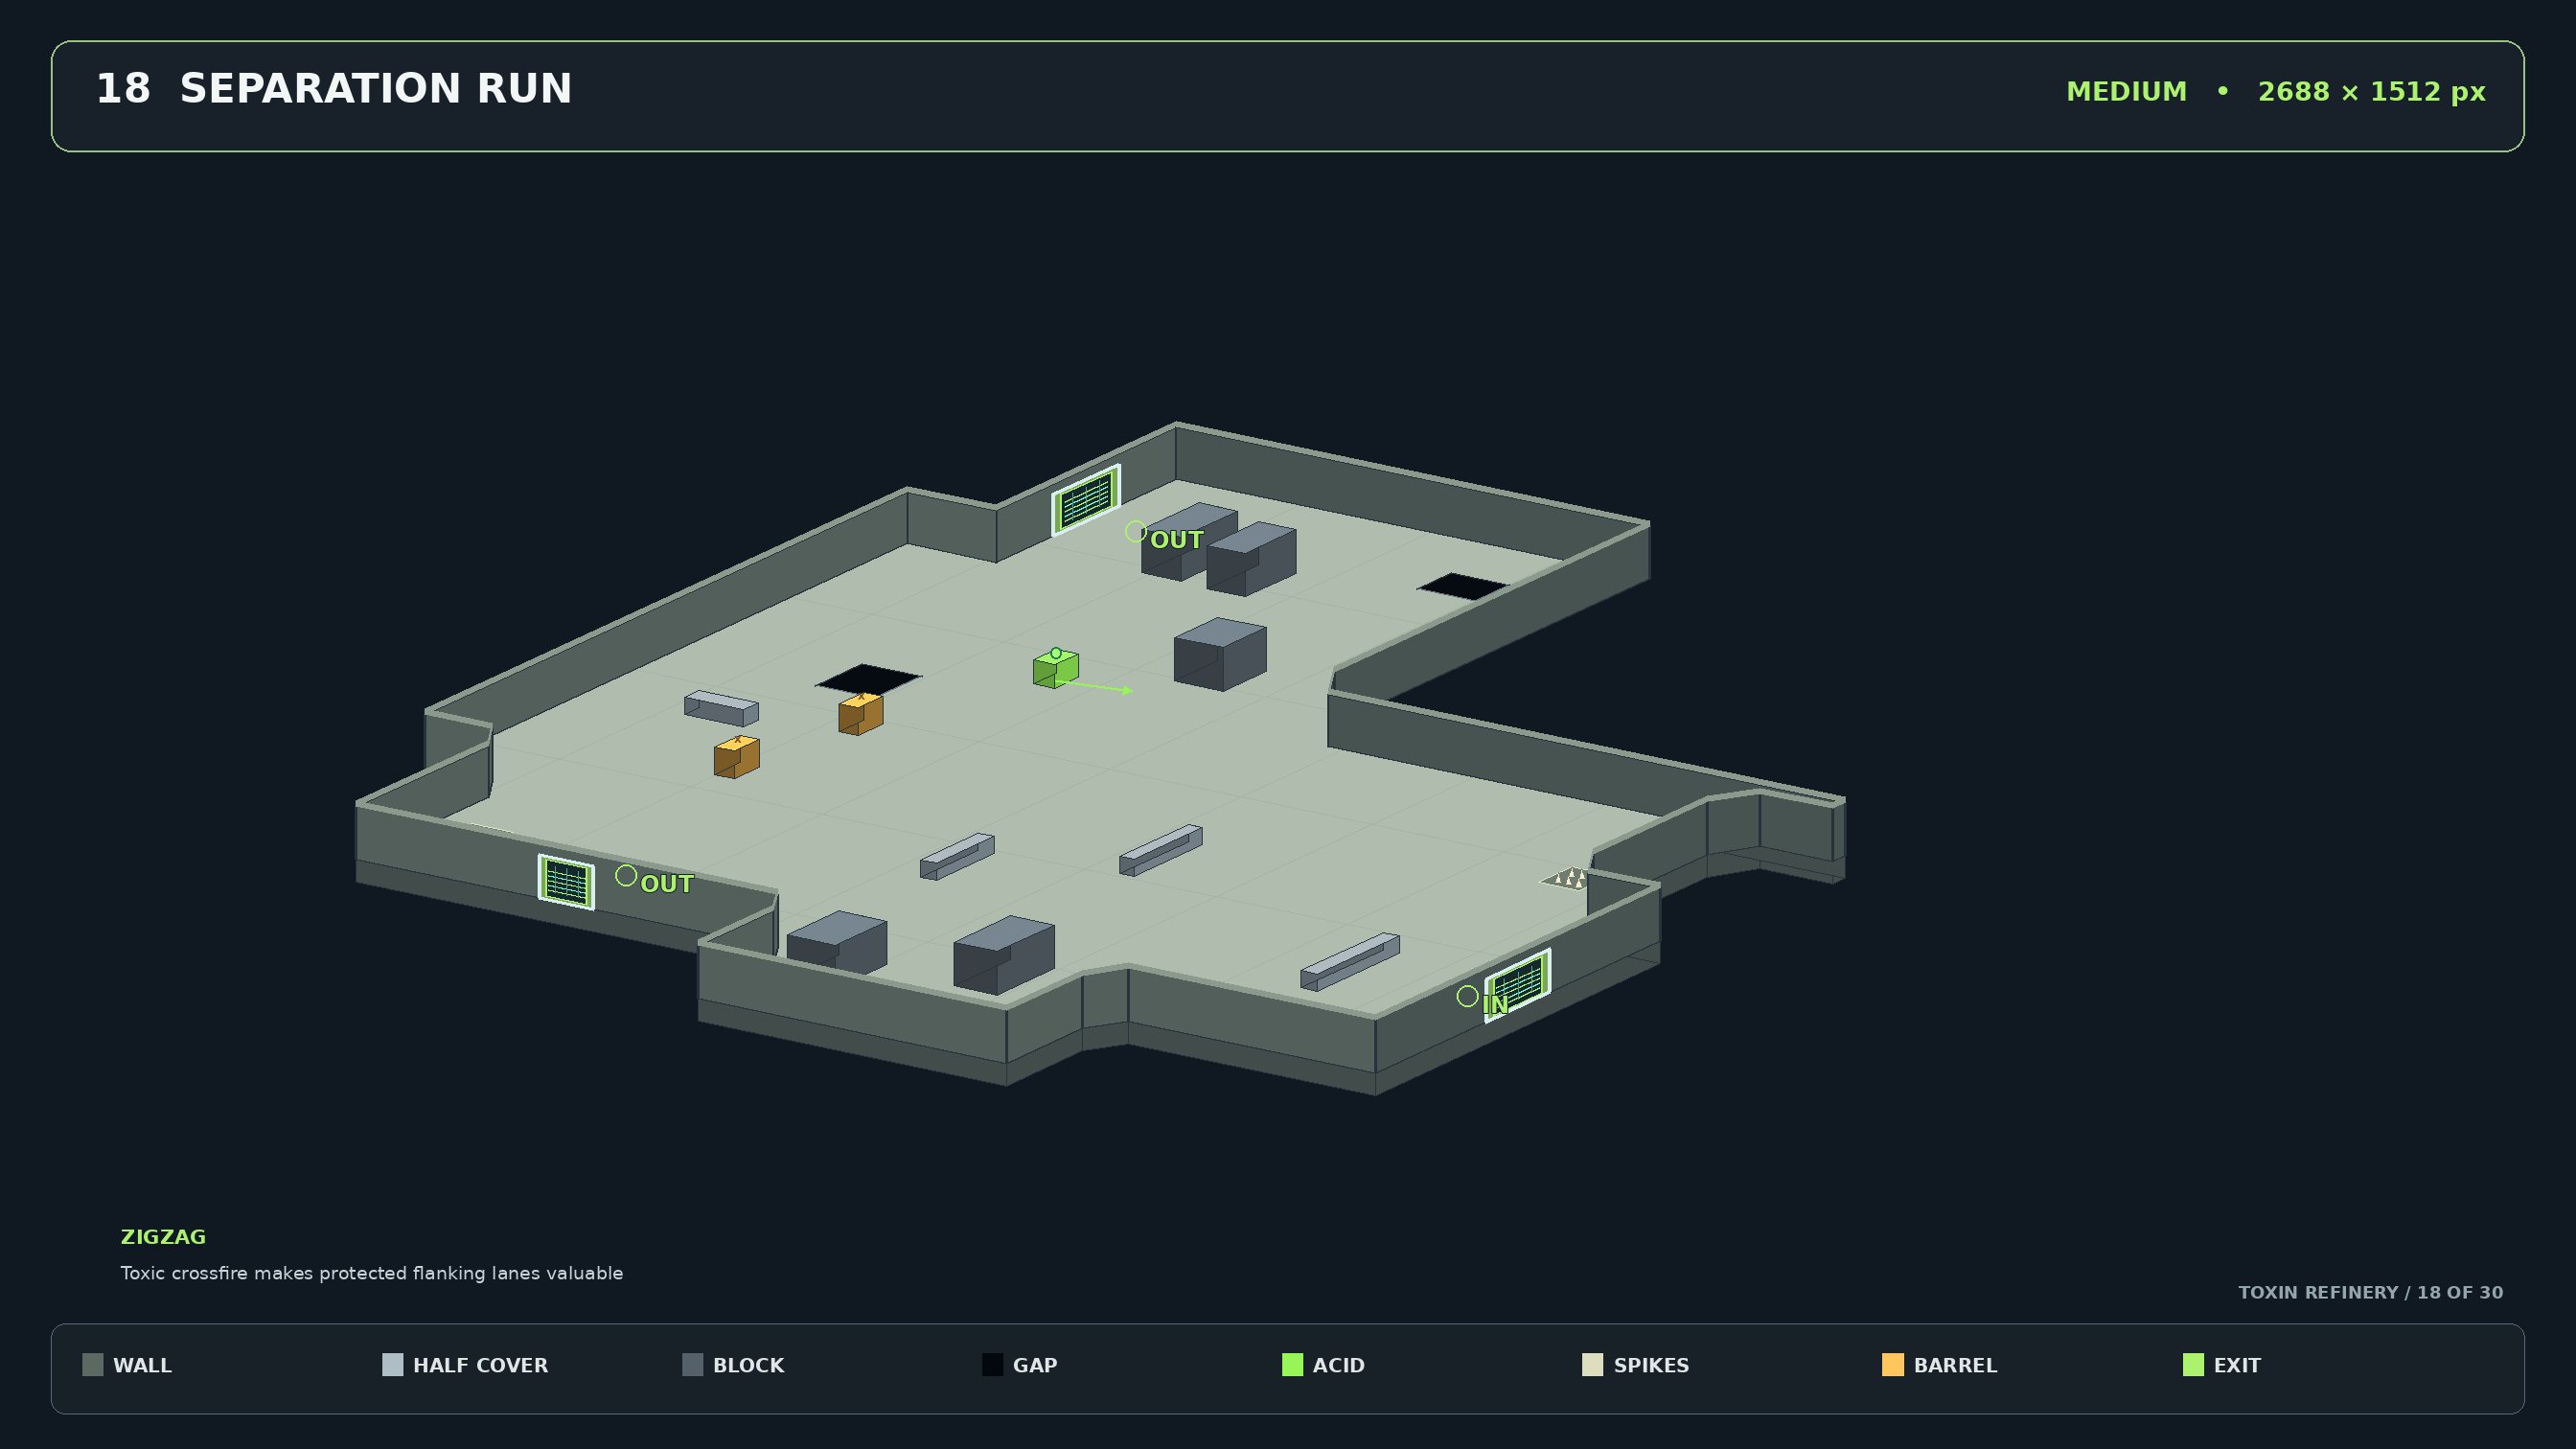 18 SEPARATION RUN
MEDIUM • 2688 × 1512 px
OUT
OUT
IN
ZIGZAG
Toxic crossfire makes protected flanking lanes valuable
TOXIN REFINERY / 18 OF 30
WALL
HALF COVER
BLOCK
GAP
ACID
SPIKES
BARREL
EXIT